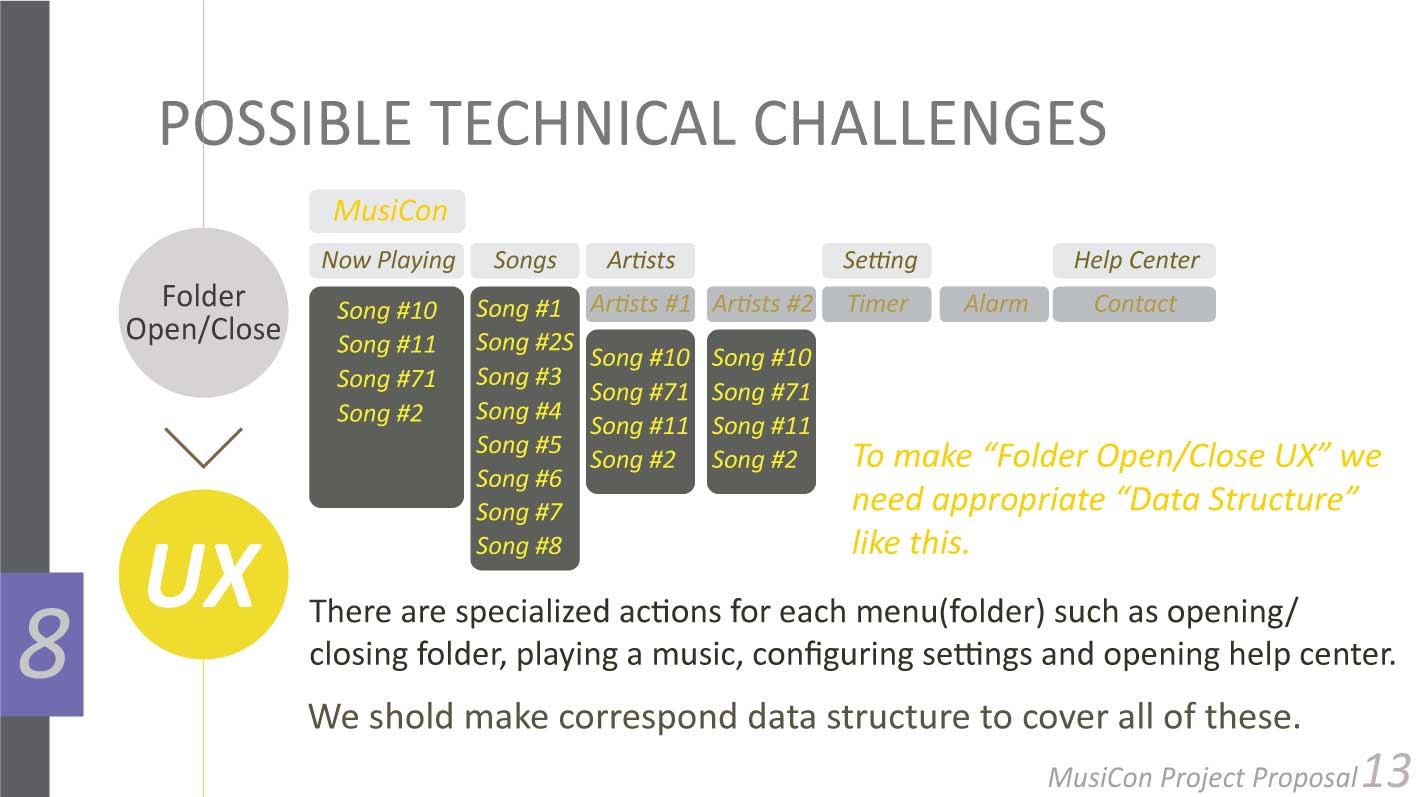 POSSIBLE TECHNICAL CHALLENGES
MusiCon
Now Playing
Songs
Artists
Setting
Help Center
Artists #1
Artists #2
Timer
Alarm
Contact
Song #10
Song #11
Song #71
Song #2
Song #1
Song #2S
Song #3
Song #4
Song #5
Song #6
Song #7
Song #8
Song #10
Song #71
Song #11
Song #2
Song #10
Song #71
Song #11
Song #2
Folder
Open/Close
UX
To make “Folder Open/Close UX” we
need appropriate “Data Structure”
like this.
There are specialized actions for each menu(folder) such as opening/
closing folder, playing a music, configuring settings and opening help center.
We shold make correspond data structure to cover all of these.
8
MusiCon Project Proposal 13